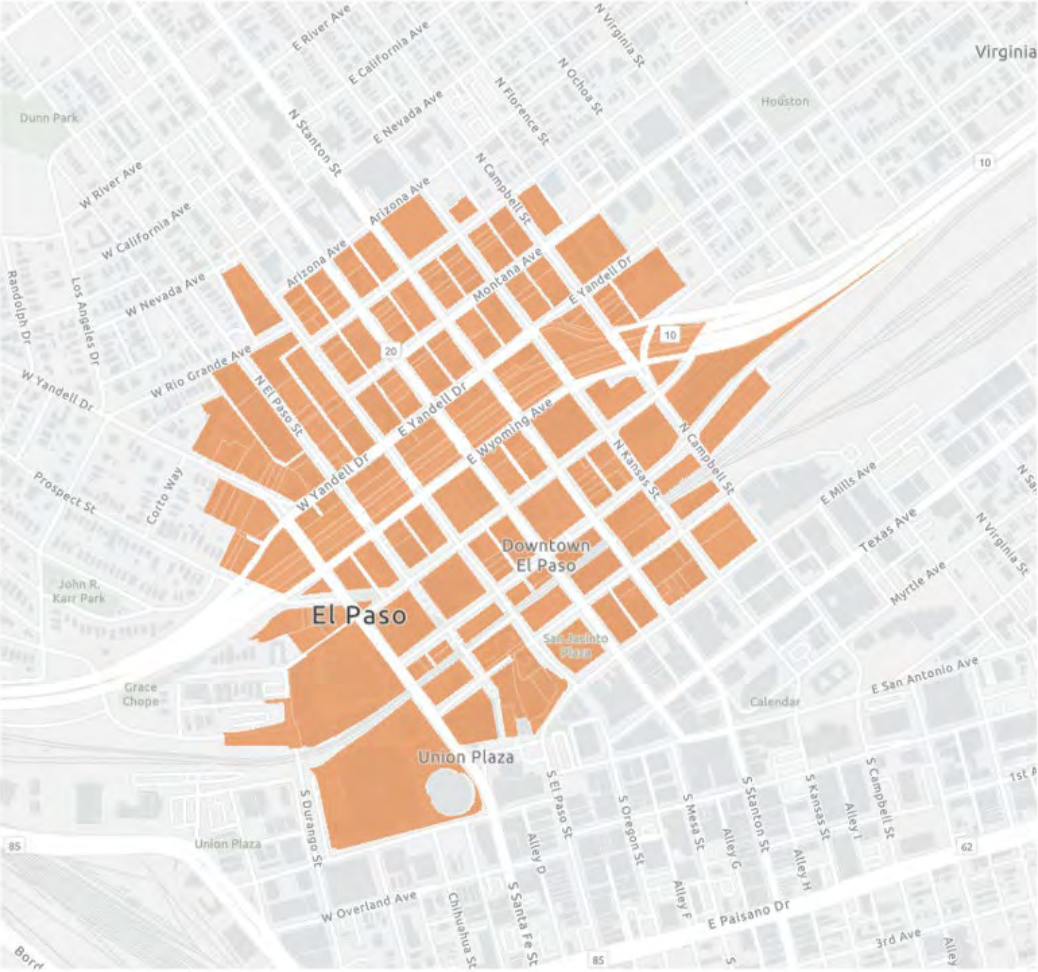 E River Ave
N Virginia St
E California Ave
Virginia
N Ochoa St
Houston
N Florence St
E Nevada Ave
Dunn Park
N Stanton St
10
W River Ave
N Campbell St
Arizona Ave
W California Ave
Arizona Ave
Montana Ave
E Yandell Dr
W Nevada Ave
Randolph Dr
Los Angeles Dr
10
20
W Rio Grande Ave
W Yandell Dr
N El Paso St
E Yandell Dr
E Wyoming Ave
N Kansas St
N Campbell St
W Yandell Dr
Prospect St
Corto Way
E Mills Ave
Texas Ave
N Virginia St
N Sa
Downtown
El Paso
Myrtle Ave
John R.
Karr Park
El Paso
San Jacinto
Plaza
E San Antonio Ave
Grace
Chope
Calendar
Union Plaza
S Durango St
S El Paso St
S Oregon St
S Mesa St
S Stanton St
S Kansas St
Alley I
S Campbell St
1st A
85
Union Plaza
Alley D
Alley G
Alley H
62
W Overland Ave
Chihuahua St
S Santa Fe St
Alley F
E Paisano Dr
3rd Ave
Alley
Bord
85
S